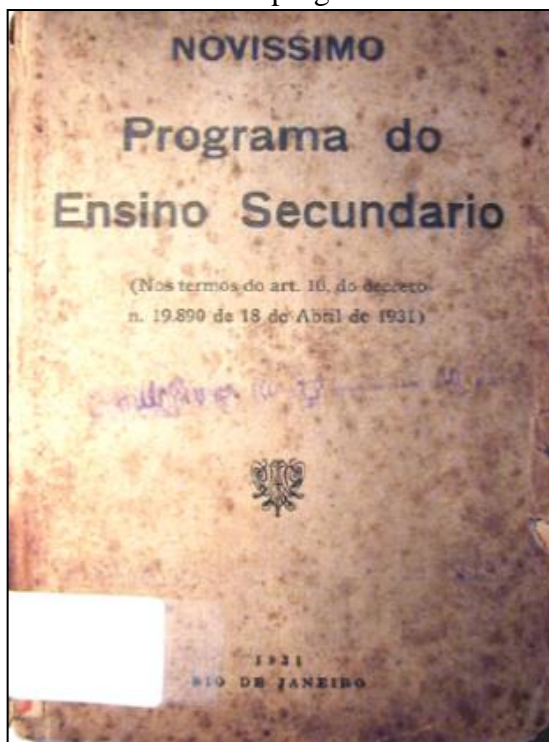 NOVISSIMO
Programa do
Ensino Secundario
(Nos termos do art. 10, do decreto
n. 19.890 de 18 de Abril de 1931)
1931
RIO DE JANEIRO